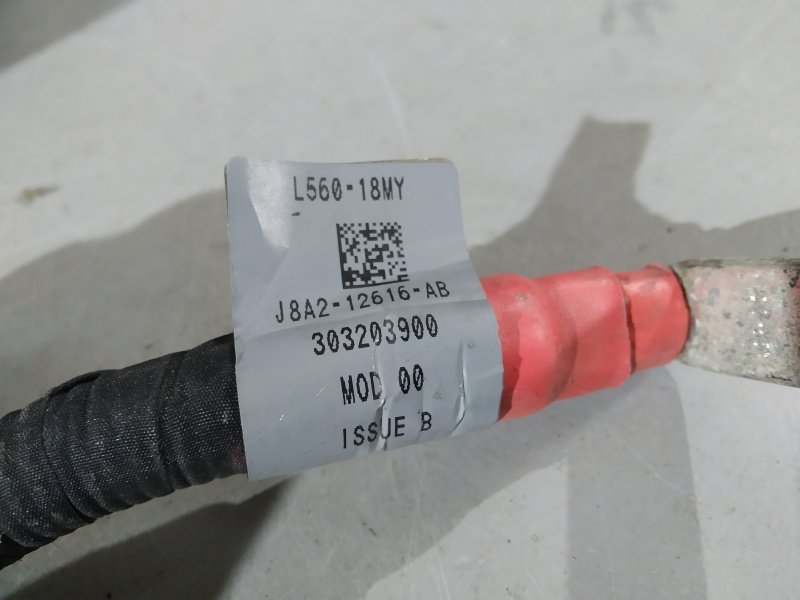 L560-18MY
J8A2-12616-AB
303203900
MOD 00
ISSUE B